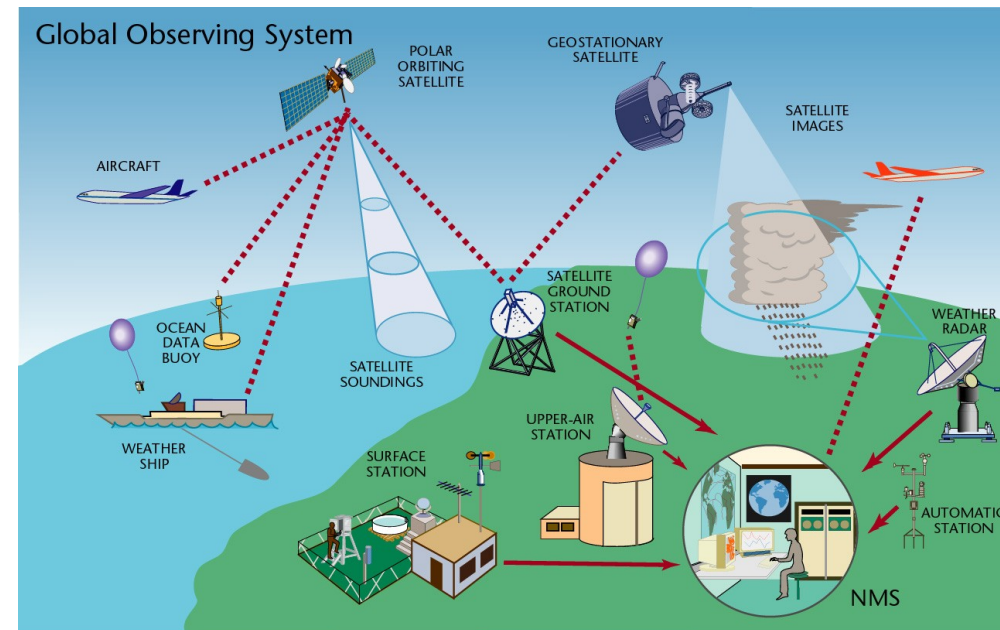 Global Observing System
POLAR
ORBITING
SATELLITE
GEOSTATIONARY
SATELLITE
SATELLITE
IMAGES
AIRCRAFT
OCEAN
DATA
BUOY
SATELLITE
GROUND
STATION
WEATHER
RADAR
SATELLITE
SOUNDINGS
WEATHER
SHIP
UPPER-AIR
STATION
SURFACE
STATION
AUTOMATIC
STATION
NMS